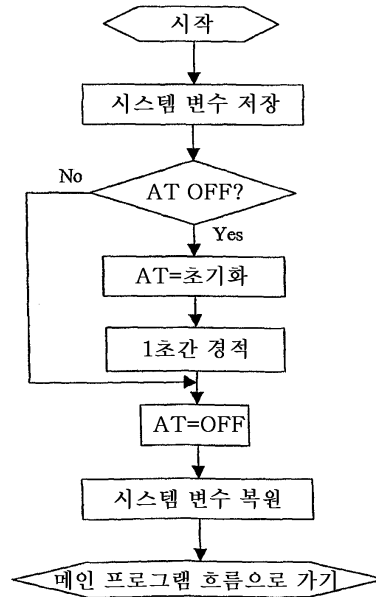 시작
시스템 변수 저장
No
AT OFF?
Yes
AT=초기화
1초간 경적
AT=OFF
시스템 변수 복원
메인 프로그램 흐름으로 가기